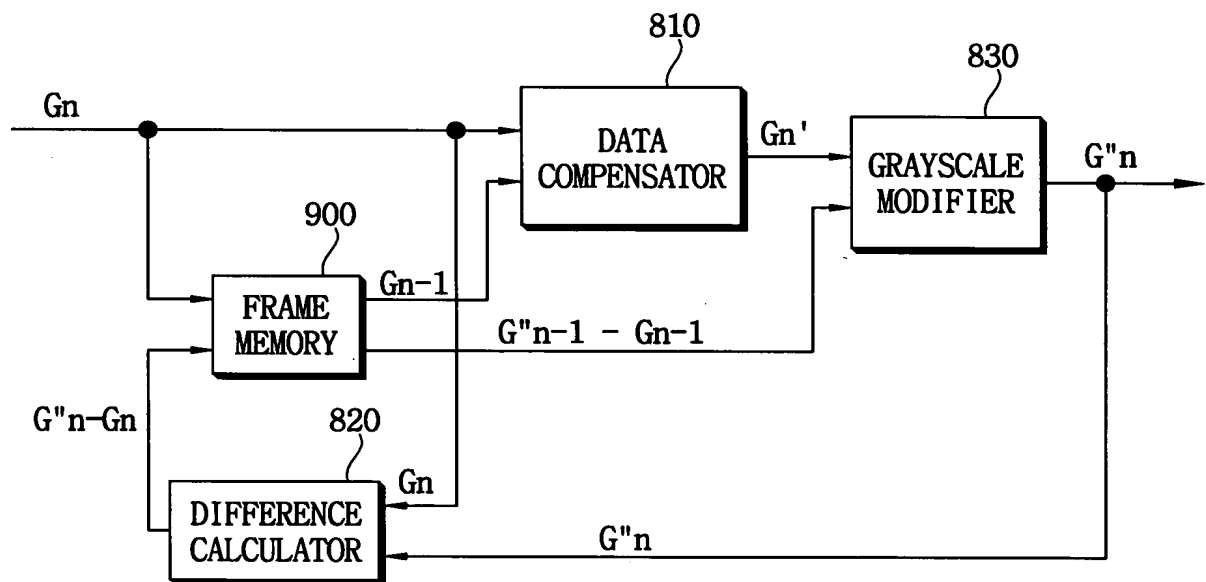 810
830
Gn
DATA
COMPENSATOR
Gn'
GRAYSCALE
MODIFIER
G"n
900
FRAME
MEMORY
Gn-1
G"n-1 - Gn-1
G"n-Gn
820
DIFFERENCE
CALCULATOR
Gn
G"n